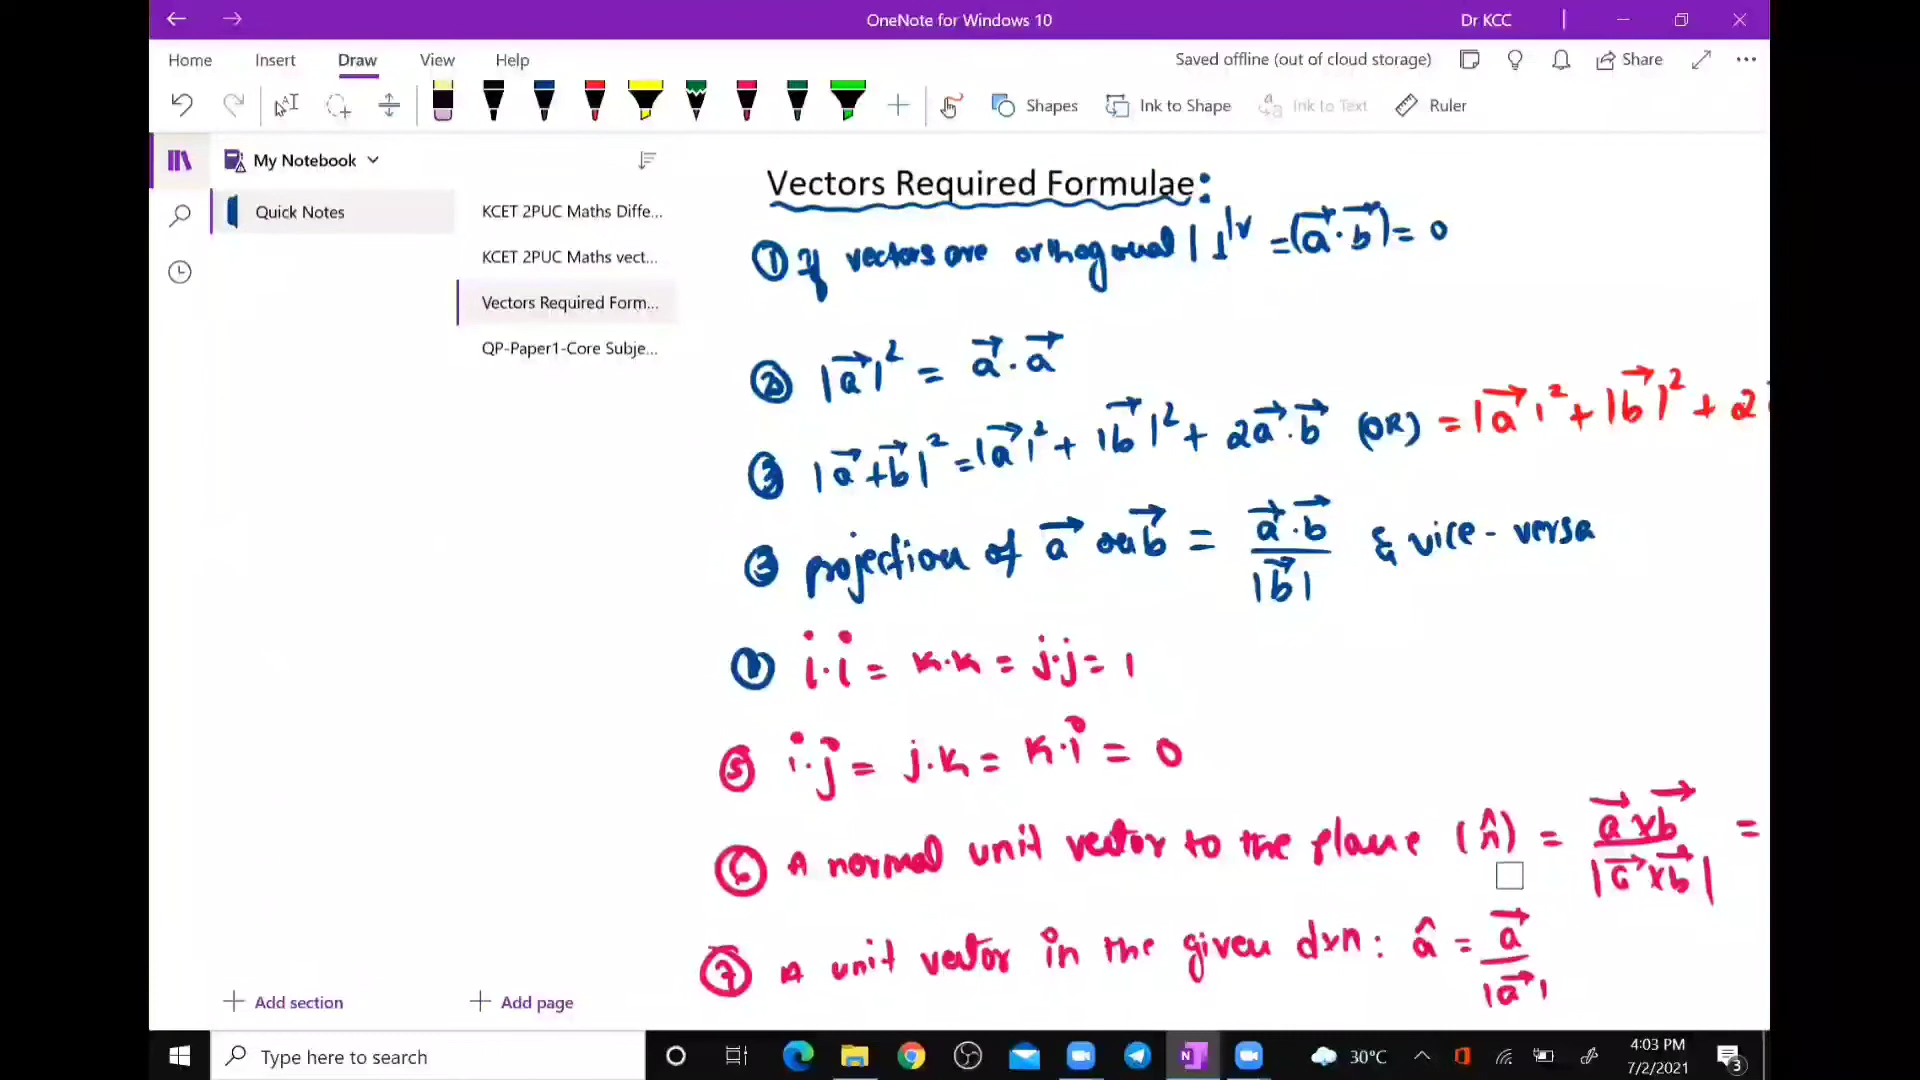 OneNote for Windows 10
Dr KCC
Home Insert Draw View Help
Saved offline (out of cloud storage) Share
Shapes Ink to Shape Ink to Text Ruler
My Notebook
Quick Notes
KCET 2PUC Maths Diffe...
KCET 2PUC Maths vect...
Vectors Required Form...
QP-Paper1-Core Subje...
Add section
Add page
Vectors Required Formulae:
① If vectors are orthogonal | ⊥lr = (a⃗·b⃗) = 0
② |a⃗|² = a⃗·a⃗
③ |a⃗+b⃗|² = |a⃗|² + |b⃗|² + 2a⃗·b⃗ (OR) = |a⃗|² + |b⃗|² + 2
③ projection of a⃗ on b⃗ = a⃗·b⃗ / |b⃗| & vice-versa
i·i = k·k = j·j = 1
⑤ i·j = j·k = k·i = 0
⑥ A normal unit vector to the plane (n̂) = a⃗×b⃗ / |a⃗×b⃗| =
⑦ A unit vector in the given dxn: â = a⃗ / |a⃗|
Type here to search
30°C
4:03 PM
7/2/2021
3